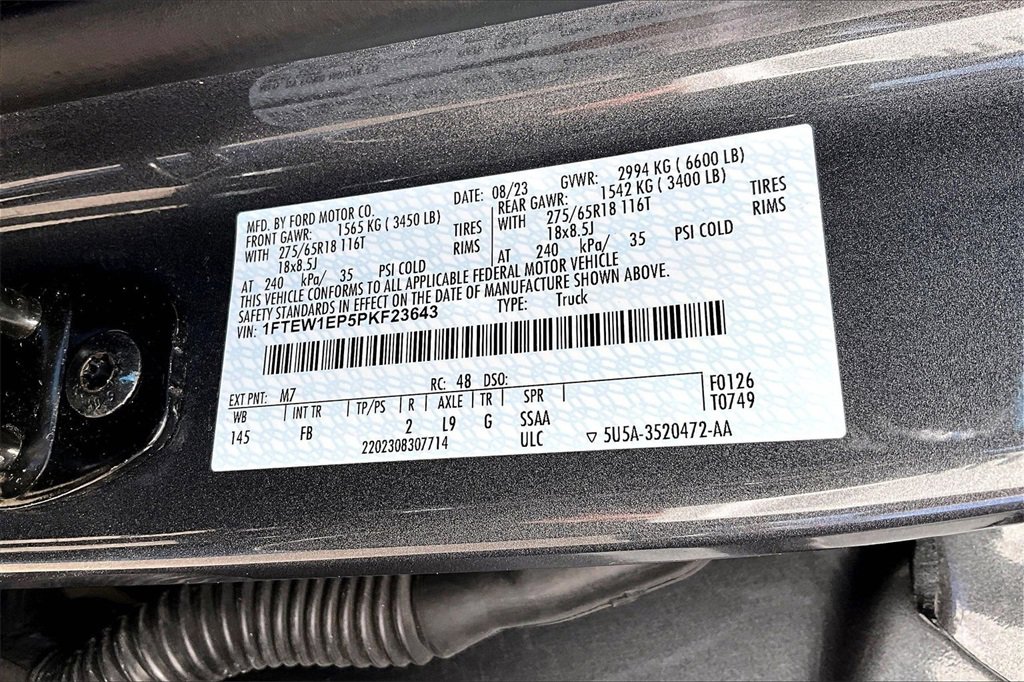 MFD. BY FORD MOTOR CO. DATE: 08/23 GVWR: 2994 KG ( 6600 LB)
FRONT GAWR: 1565 KG ( 3450 LB) REAR GAWR: 1542 KG ( 3400 LB)
WITH 275/65R18 116T TIRES WITH 275/65R18 116T TIRES
18x8.5J RIMS 18x8.5J RIMS
AT 240 kPa/ 35 PSI COLD AT 240 kPa/ 35 PSI COLD
THIS VEHICLE CONFORMS TO ALL APPLICABLE FEDERAL MOTOR VEHICLE
SAFETY STANDARDS IN EFFECT ON THE DATE OF MANUFACTURE SHOWN ABOVE.
VIN: 1FTEW1EP5PKF23643 TYPE: Truck
EXT PNT: M7 RC: 48 DSO: F0126
WB INT TR TP/PS R AXLE TR SPR T0749
145 FB 2 L9 G SSAA
2202308307714 ULC ▽ 5U5A-3520472-AA